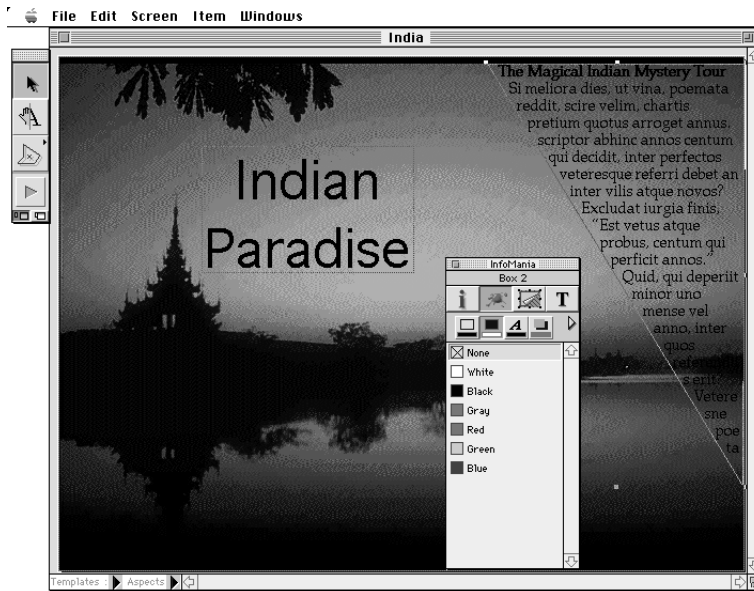 File Edit Screen Item Windows
India
The Magical Indian Mystery Tour
Si meliora dies, ut vina, poemata
reddit, scire velim, chartis
pretium quotus arroget annus.
scriptor abhinc annos centum
qui decidit, inter perfectos
veteresque referri debet an
inter vilis atque novos?
Excludat iurgia finis,
"Est vetus atque
probus, centum qui
perficit annos."
Quid, qui deperiit
minor uno
mense vel
anno, inter
quos
Vetere
sne
poe
ta
Indian
Paradise
InfoMania
Box 2
i T
A
None
White
Black
Gray
Red
Green
Blue
Templates : Aspects